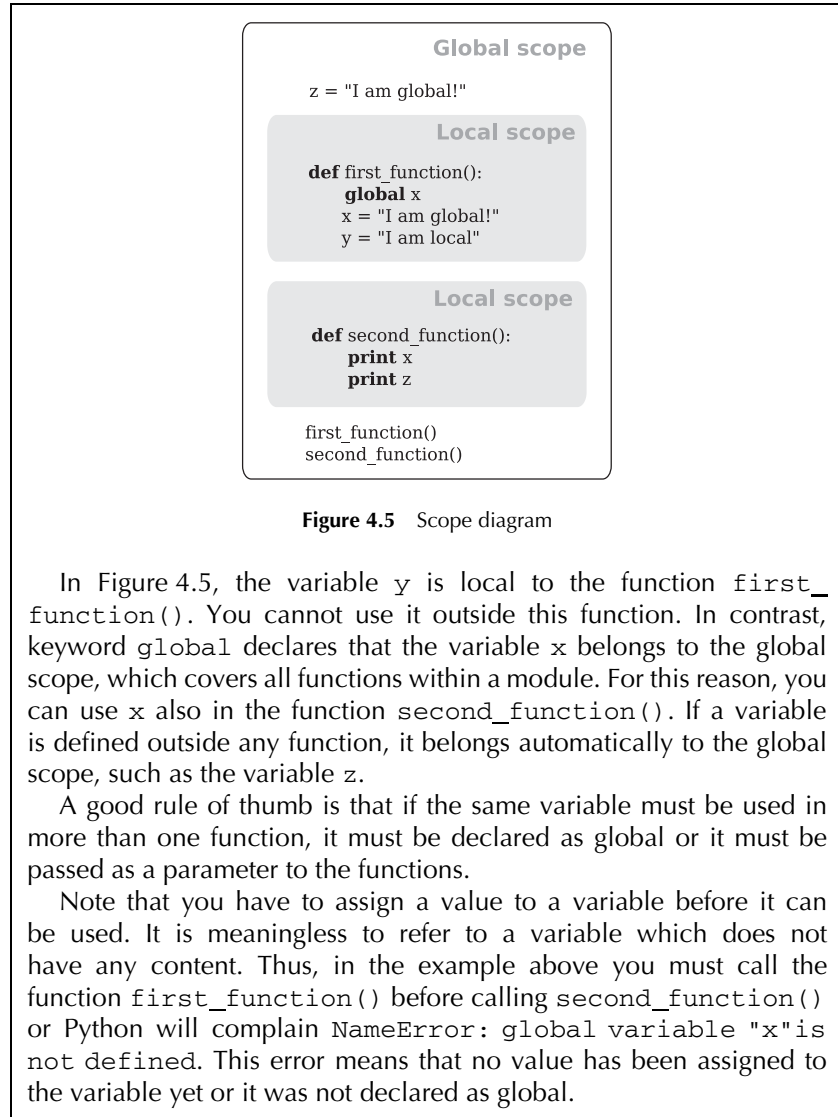 Global scope
z = "I am global!"
Local scope
def first_function():
global x
x = "I am global!"
y = "I am local"
Local scope
def second_function():
print x
print z
first_function()
second_function()
Figure 4.5 Scope diagram
In Figure 4.5, the variable y is local to the function first_
function(). You cannot use it outside this function. In contrast,
keyword global declares that the variable x belongs to the global
scope, which covers all functions within a module. For this reason, you
can use x also in the function second_function(). If a variable
is defined outside any function, it belongs automatically to the global
scope, such as the variable z.
A good rule of thumb is that if the same variable must be used in
more than one function, it must be declared as global or it must be
passed as a parameter to the functions.
Note that you have to assign a value to a variable before it can
be used. It is meaningless to refer to a variable which does not
have any content. Thus, in the example above you must call the
function first_function() before calling second_function()
or Python will complain NameError: global variable "x"is
not defined. This error means that no value has been assigned to
the variable yet or it was not declared as global.